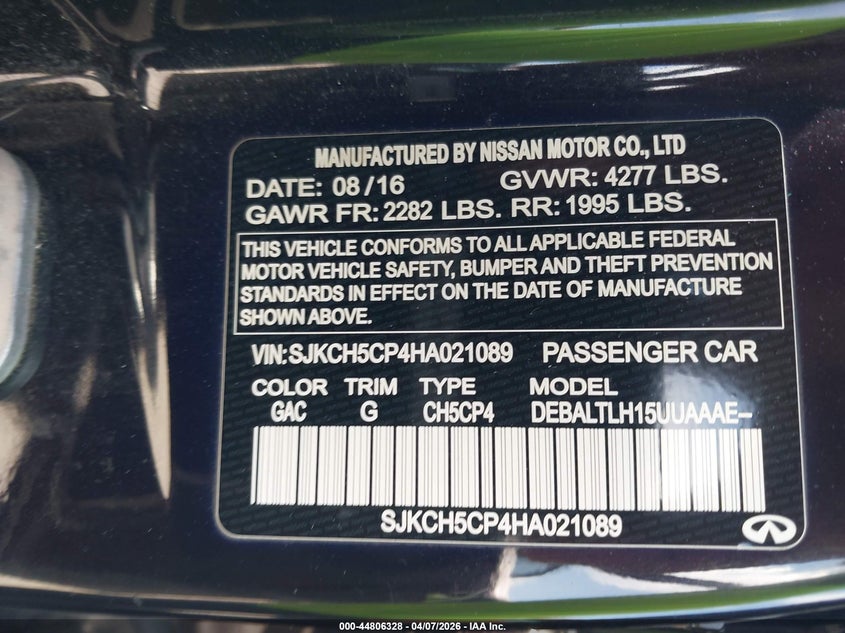 MANUFACTURED BY NISSAN MOTOR CO., LTD
DATE: 08/16 GVWR: 4277 LBS.
GAWR FR: 2282 LBS. RR: 1995 LBS.
THIS VEHICLE CONFORMS TO ALL APPLICABLE FEDERAL
MOTOR VEHICLE SAFETY, BUMPER AND THEFT PREVENTION
STANDARDS IN EFFECT ON THE DATE OF MANUFACTURE
SHOWN ABOVE.
VIN:SJKCH5CP4HA021089 PASSENGER CAR
COLOR TRIM TYPE MODEL
GAC G CH5CP4 DEBALTLH15UUAAAE-
SJKCH5CP4HA021089
000-44806328 - 04/07/2026 - IAA Inc.